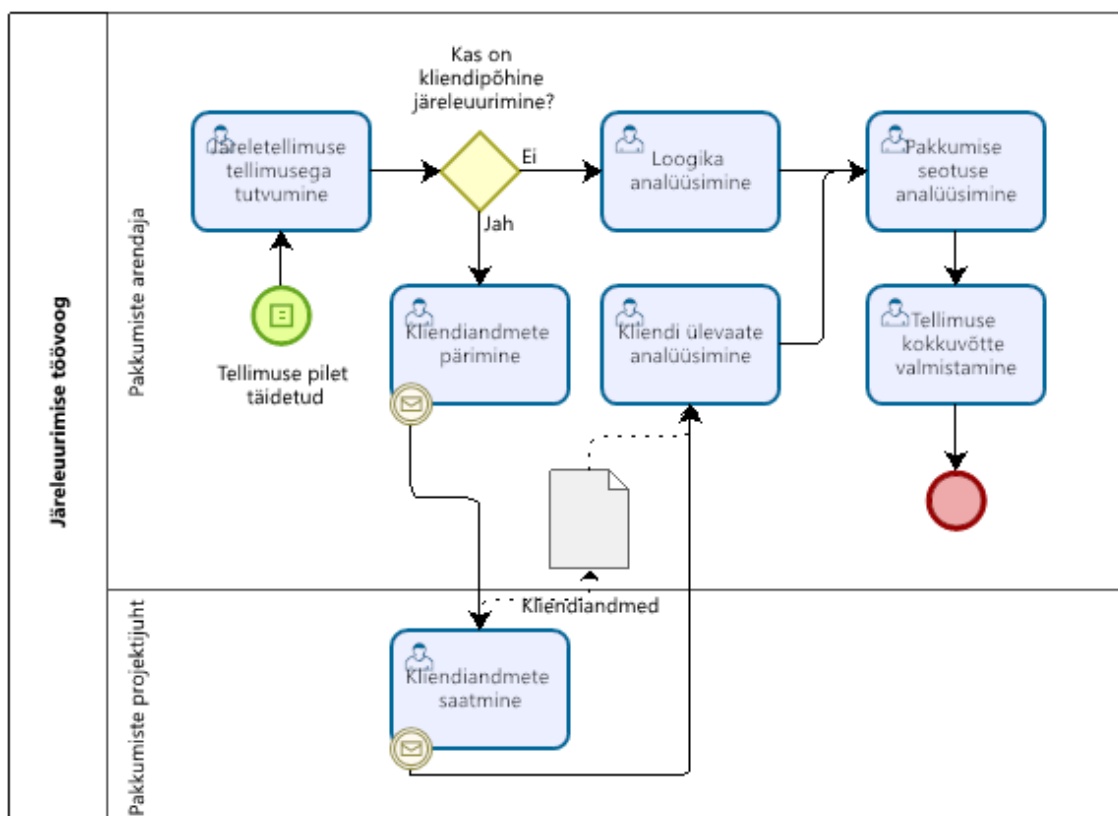 Järeleuurimise töövoog
Pakkumiste arendaja
Kas on
kliendipõhine
järeleuurimine?
Järeletellimuse
tellimusega
tutvumine
Ei
Jah
Loogika
analüüsimine
Pakkumise
seotuse
analüüsimine
Tellimuse pilet
täidetud
Kliendiandmete
pärimine
Kliendi ülevaate
analüüsimine
Tellimuse
kokkuvõtte
valmistamine
Kliendiandmed
Pakkumiste projektijuht
Kliendiandmete
saatmine